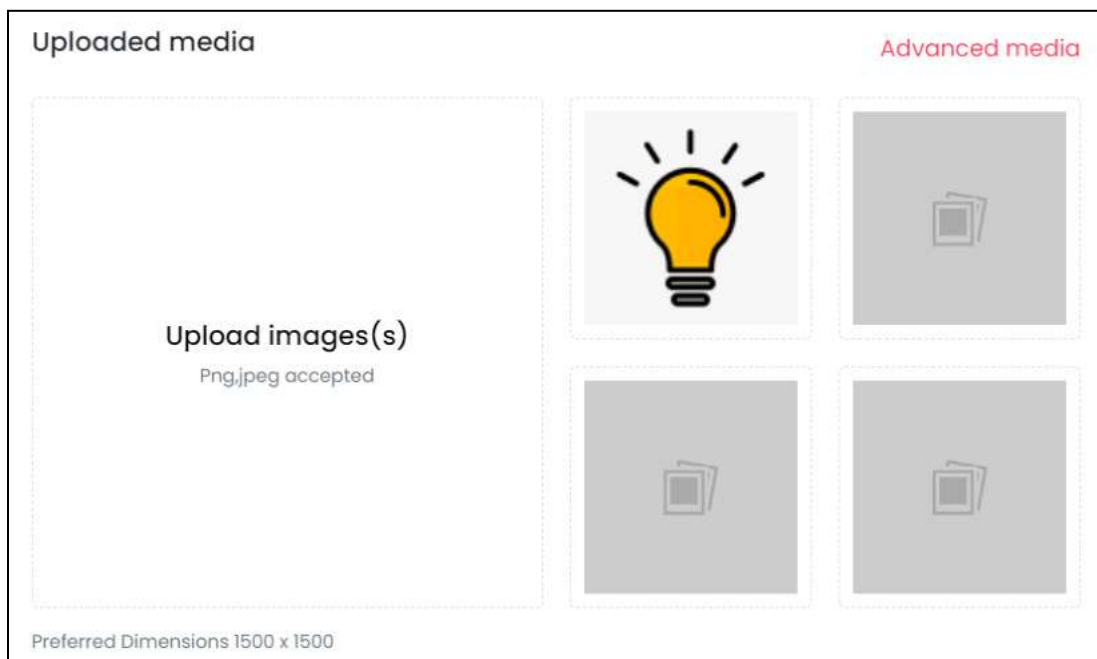 Uploaded media
Advanced media
Upload images(s)
Png,jpeg accepted
Preferred Dimensions 1500 x 1500